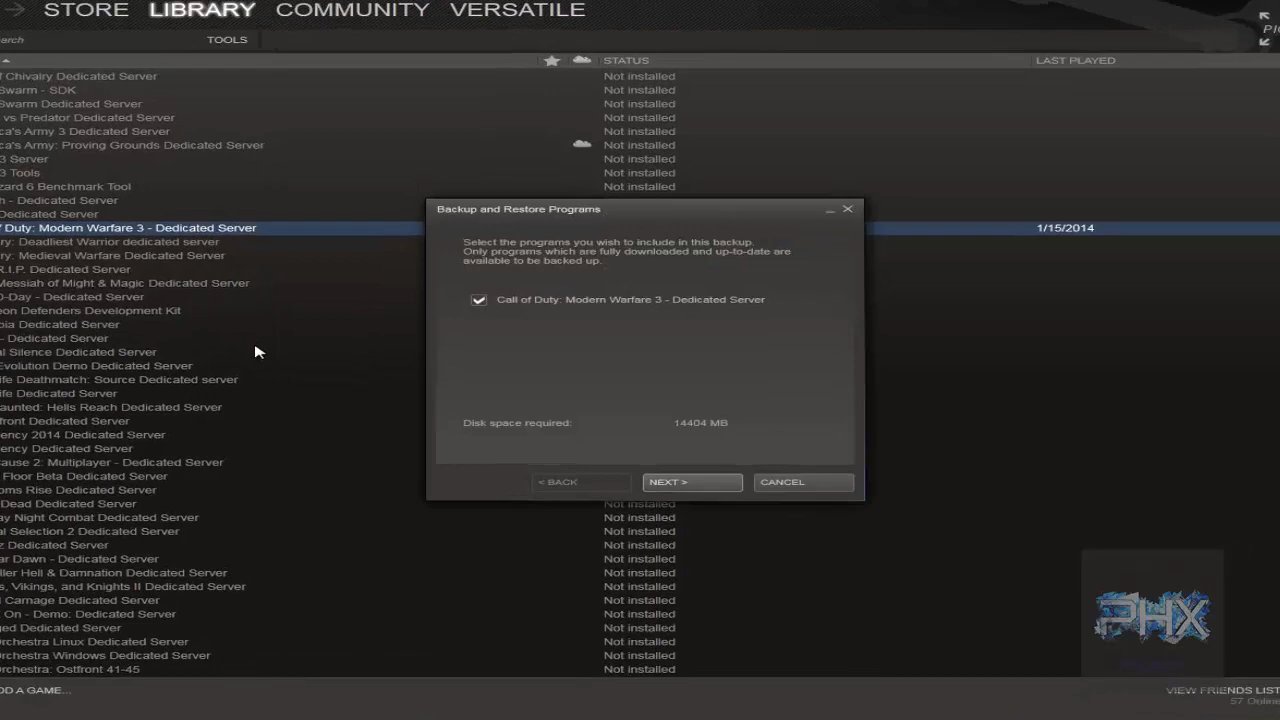 STORE LIBRARY COMMUNITY VERSATILE
earch TOOLS
STATUS LAST PLAYED
f Chivalry Dedicated Server Not installed
Swarm - SDK Not installed
Swarm Dedicated Server Not installed
vs Predator Dedicated Server Not installed
ca's Army 3 Dedicated Server Not installed
ca's Army: Proving Grounds Dedicated Server Not installed
3 Server Not installed
3 Tools Not installed
zard 6 Benchmark Tool Not installed
h - Dedicated Server
Dedicated Server
f Duty: Modern Warfare 3 - Dedicated Server 1/15/2014
ry: Deadliest Warrior dedicated server
ry: Medieval Warfare Dedicated Server
R.I.P. Dedicated Server
Messiah of Might & Magic Dedicated Server
D-Day - Dedicated Server
eon Defenders Development Kit
bia Dedicated Server
- Dedicated Server
al Silence Dedicated Server
Evolution Demo Dedicated Server
ife Deathmatch: Source Dedicated server
ife Dedicated Server
aunted: Hells Reach Dedicated Server
front Dedicated Server
ency 2014 Dedicated Server
ency Dedicated Server
Cause 2: Multiplayer - Dedicated Server
Floor Beta Dedicated Server
oms Rise Dedicated Server
Dead Dedicated Server Not installed
ay Night Combat Dedicated Server Not installed
al Selection 2 Dedicated Server Not installed
z Dedicated Server Not installed
ar Dawn - Dedicated Server Not installed
ller Hell & Damnation Dedicated Server Not installed
s, Vikings, and Knights II Dedicated Server Not installed
l Carnage Dedicated Server Not installed
On - Demo: Dedicated Server Not installed
ged Dedicated Server Not installed
Orchestra Linux Dedicated Server Not installed
Orchestra Windows Dedicated Server Not installed
Orchestra: Ostfront 41-45 Not installed
Backup and Restore Programs
Select the programs you wish to include in this backup.
Only programs which are fully downloaded and up-to-date are
available to be backed up.
Call of Duty: Modern Warfare 3 - Dedicated Server
Disk space required: 14404 MB
< BACK NEXT > CANCEL
PHX
DD A GAME... VIEW FRIENDS LIST
57 Online